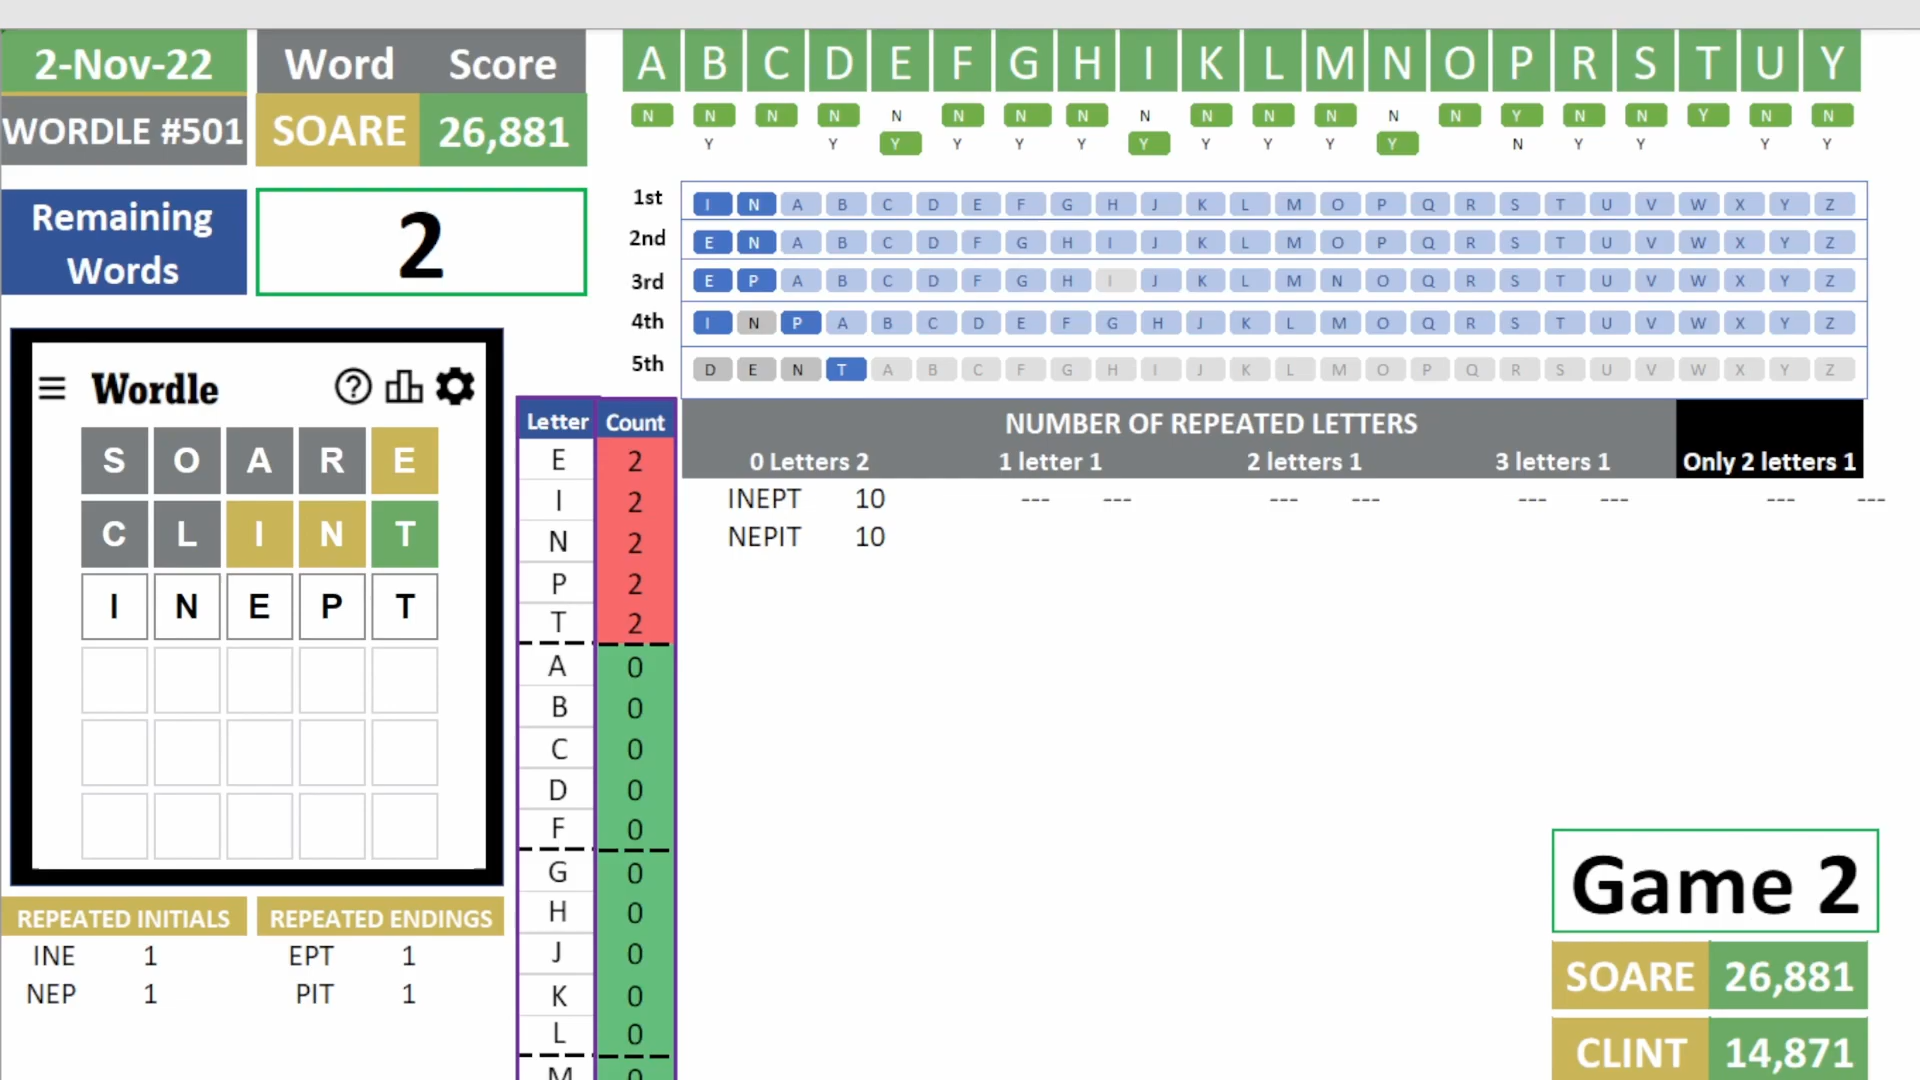 2-Nov-22 Word Score
WORDLE #501 SOARE 26,881
Remaining Words 2
A B C D E F G H I K L M N O P R S T U Y
N N N N N N N N N N N N N N Y N N Y N N
Y Y Y Y Y Y Y Y Y Y Y N Y Y Y Y
1st I N A B C D E F G H J K L M O P Q R S T U V W X Y Z
2nd E N A B C D F G H I J K L M O P Q R S T U V W X Y Z
3rd E P A B C D F G H I J K L M N O Q R S T U V W X Y Z
4th I N P A B C D E F G H J K L M O Q R S T U V W X Y Z
5th D E N T A B C F G H I J K L M O P Q R S U V W X Y Z
Wordle
S O A R E
C L I N T
I N E P T
REPEATED INITIALS REPEATED ENDINGS
INE 1 EPT 1
NEP 1 PIT 1
Letter Count
E 2
I 2
N 2
P 2
T 2
A 0
B 0
C 0
D 0
F 0
G 0
H 0
J 0
K 0
L 0
M 0
NUMBER OF REPEATED LETTERS
0 Letters 2 1 letter 1 2 letters 1 3 letters 1 Only 2 letters 1
INEPT 10 --- --- --- --- --- --- --- ---
NEPIT 10
Game 2
SOARE 26,881
CLINT 14,871